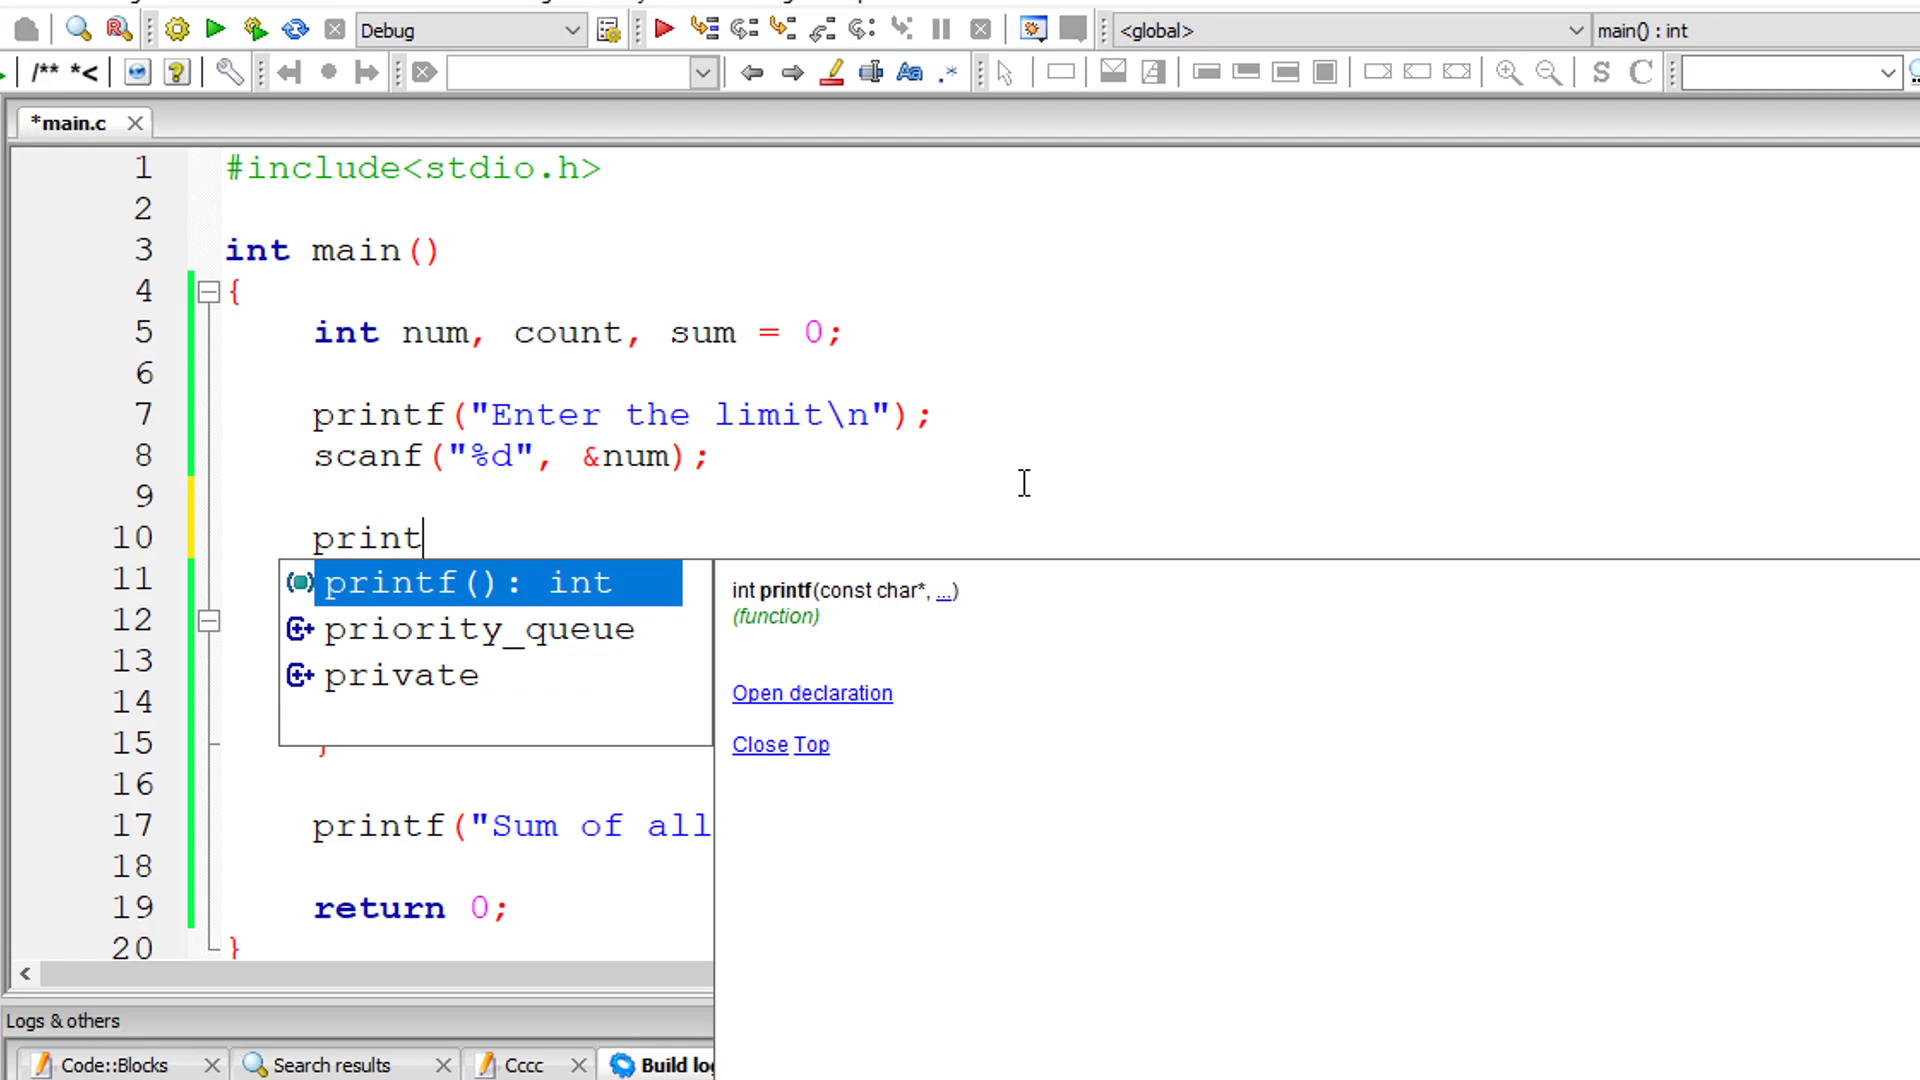 Debug
<global>
main() : int
/** *<
Aa
.*
S
C
*main.c
1 #include<stdio.h>
2
3 int main()
4 {
5 int num, count, sum = 0;
6
7 printf("Enter the limit\n");
8 scanf("%d", &num);
9
10 print
11
12
13
14
15 }
16
17 printf("Sum of all
18
19 return 0;
20 }
printf(): int
priority_queue
private
int printf(const char*, ...)
(function)
Open declaration
Close Top
Logs & others
Code::Blocks
Search results
Cccc
Build log